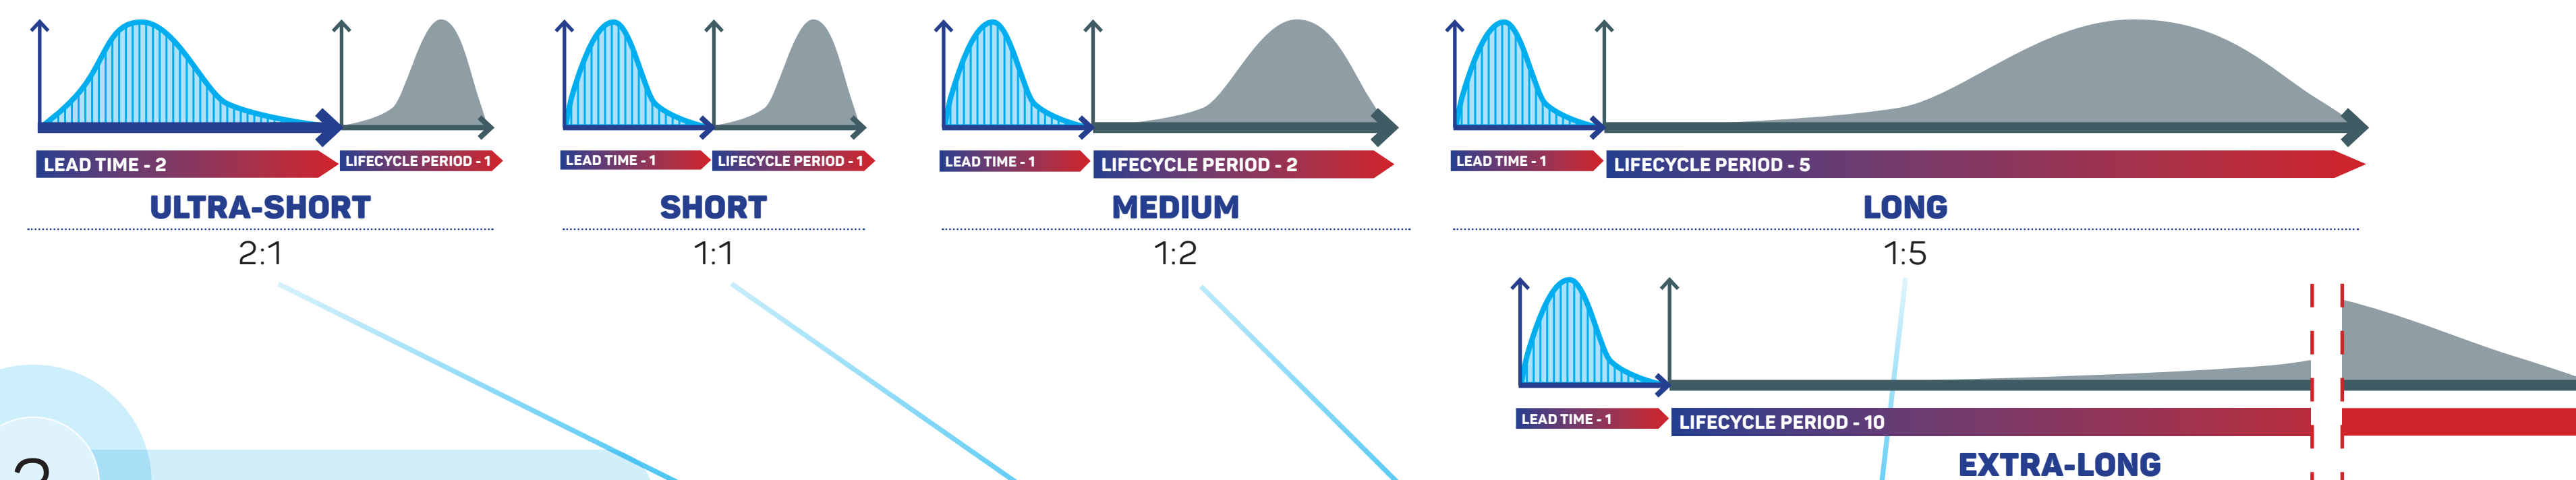 LEAD TIME - 2
LIFECYCLE PERIOD - 1
ULTRA-SHORT
2:1
LEAD TIME - 1
LIFECYCLE PERIOD - 1
SHORT
1:1
LEAD TIME - 1
LIFECYCLE PERIOD - 2
MEDIUM
1:2
LEAD TIME - 1
LIFECYCLE PERIOD - 5
LONG
1:5
LEAD TIME - 1
LIFECYCLE PERIOD - 10
EXTRA-LONG